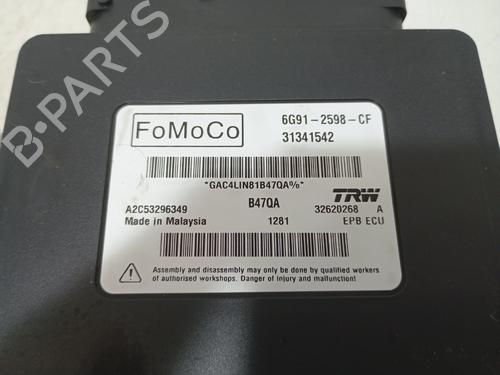 FoMoCo
6G91-2598-CF
31341542
*GAC4LIN81B47QA%*
B47QA
TRW
A2C53296349
32620268 A
Made in Malaysia
1281
EPB ECU
Assembly and disassembly may only be done by qualified workers
of authorised workshops. Danger of injury and malfunction!
B-PARTS